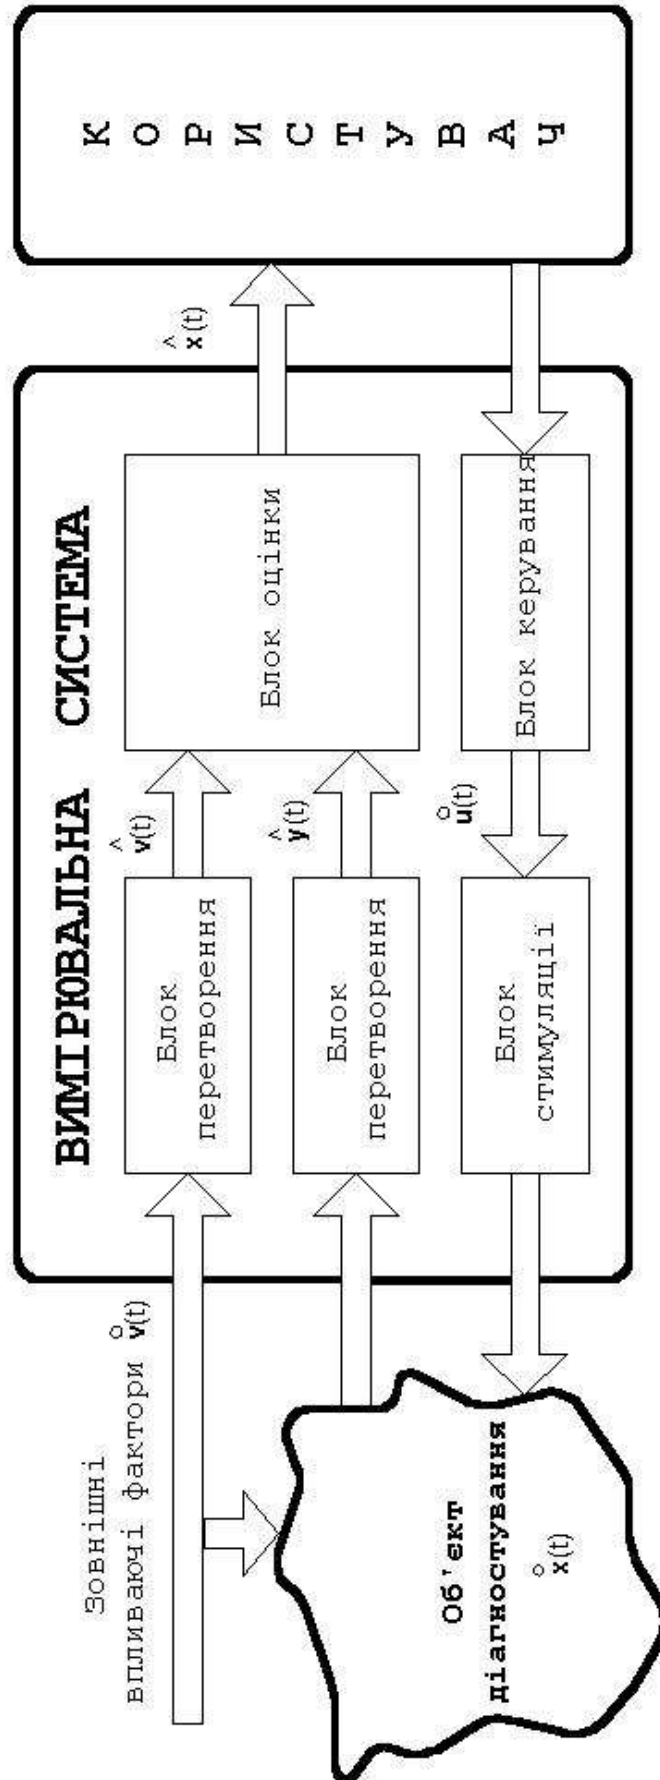 Зовнішні
впливаючі фактори v̊(t)
Об'єкт
діагностування
x̊(t)
ВИМІРЮВАЛЬНА СИСТЕМА
Блок
перетворення
v̂(t)
Блок
перетворення
ŷ(t)
Блок оцінки
x̂(t)
Блок
стимуляції
ů(t)
Блок керування
КОРИСТУВАЧ